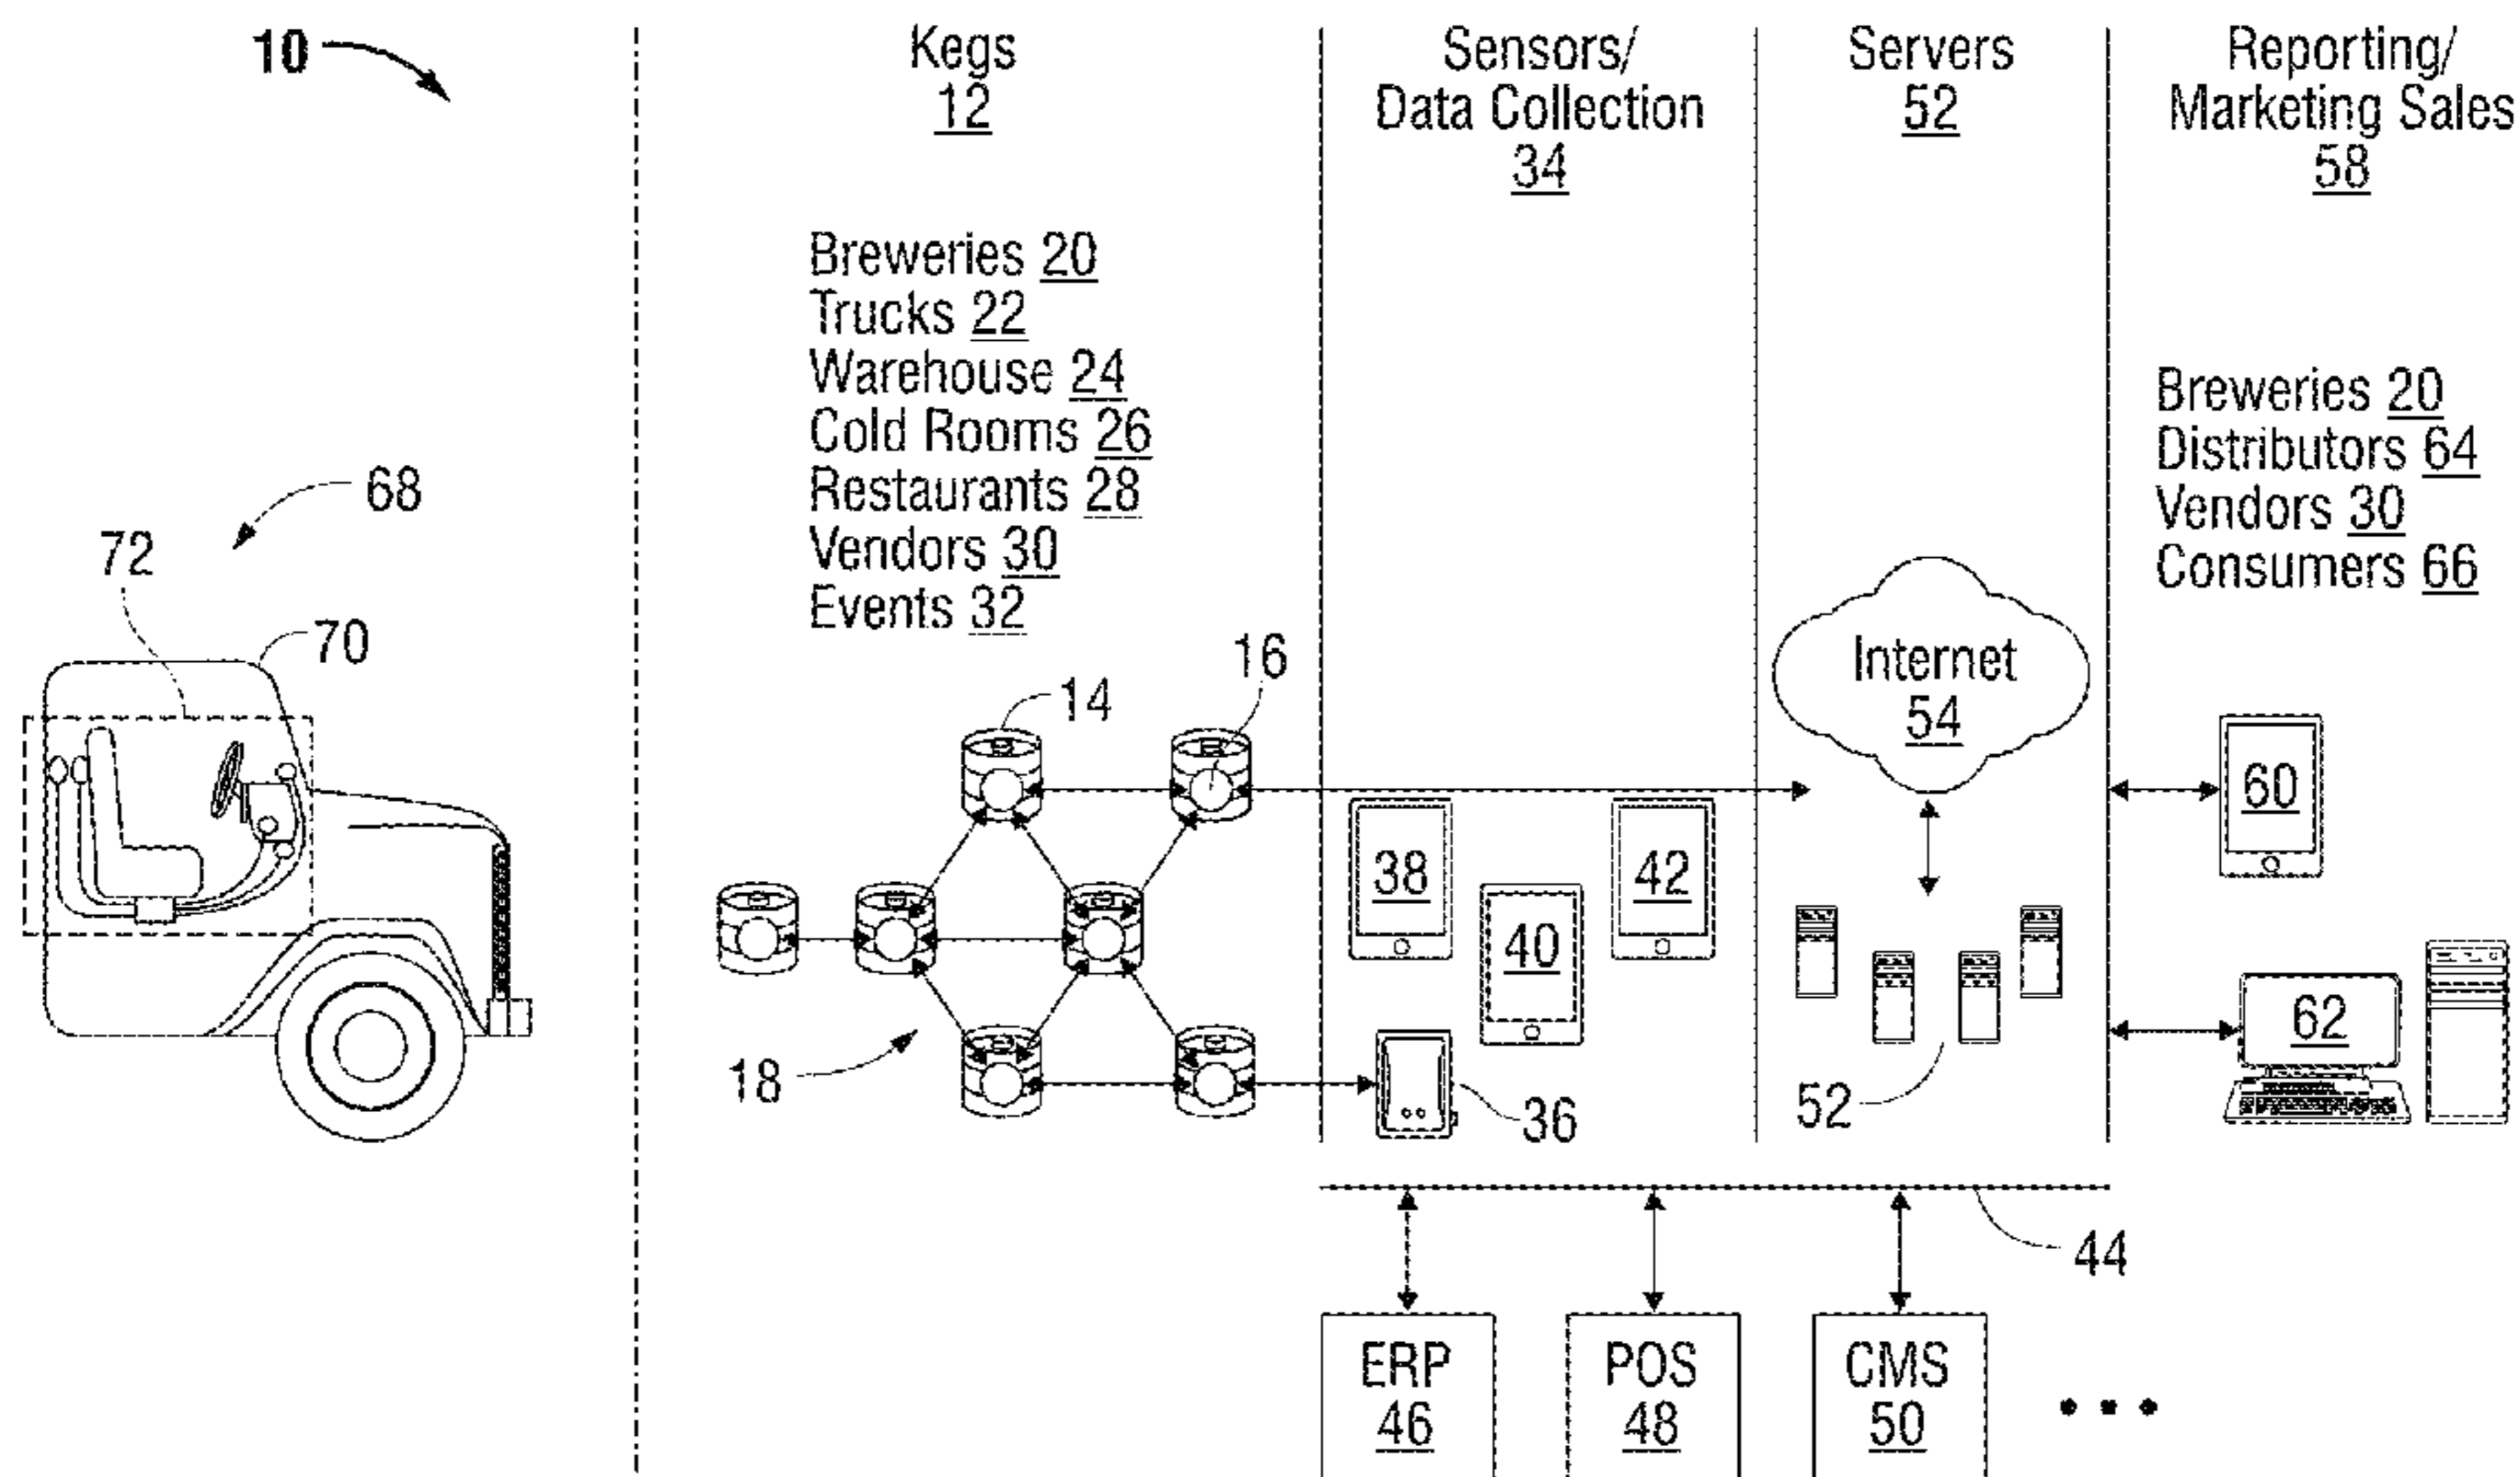 10
Kegs
12
Sensors/
Data Collection
34
Servers
52
Reporting/
Marketing Sales
58
Breweries 20
Trucks 22
Warehouse 24
Cold Rooms 26
Restaurants 28
Vendors 30
Events 32
Breweries 20
Distributors 64
Vendors 30
Consumers 66
68
72
70
14
16
18
38
40
42
36
Internet
54
52
60
62
44
ERP
46
POS
48
CMS
50
• • •